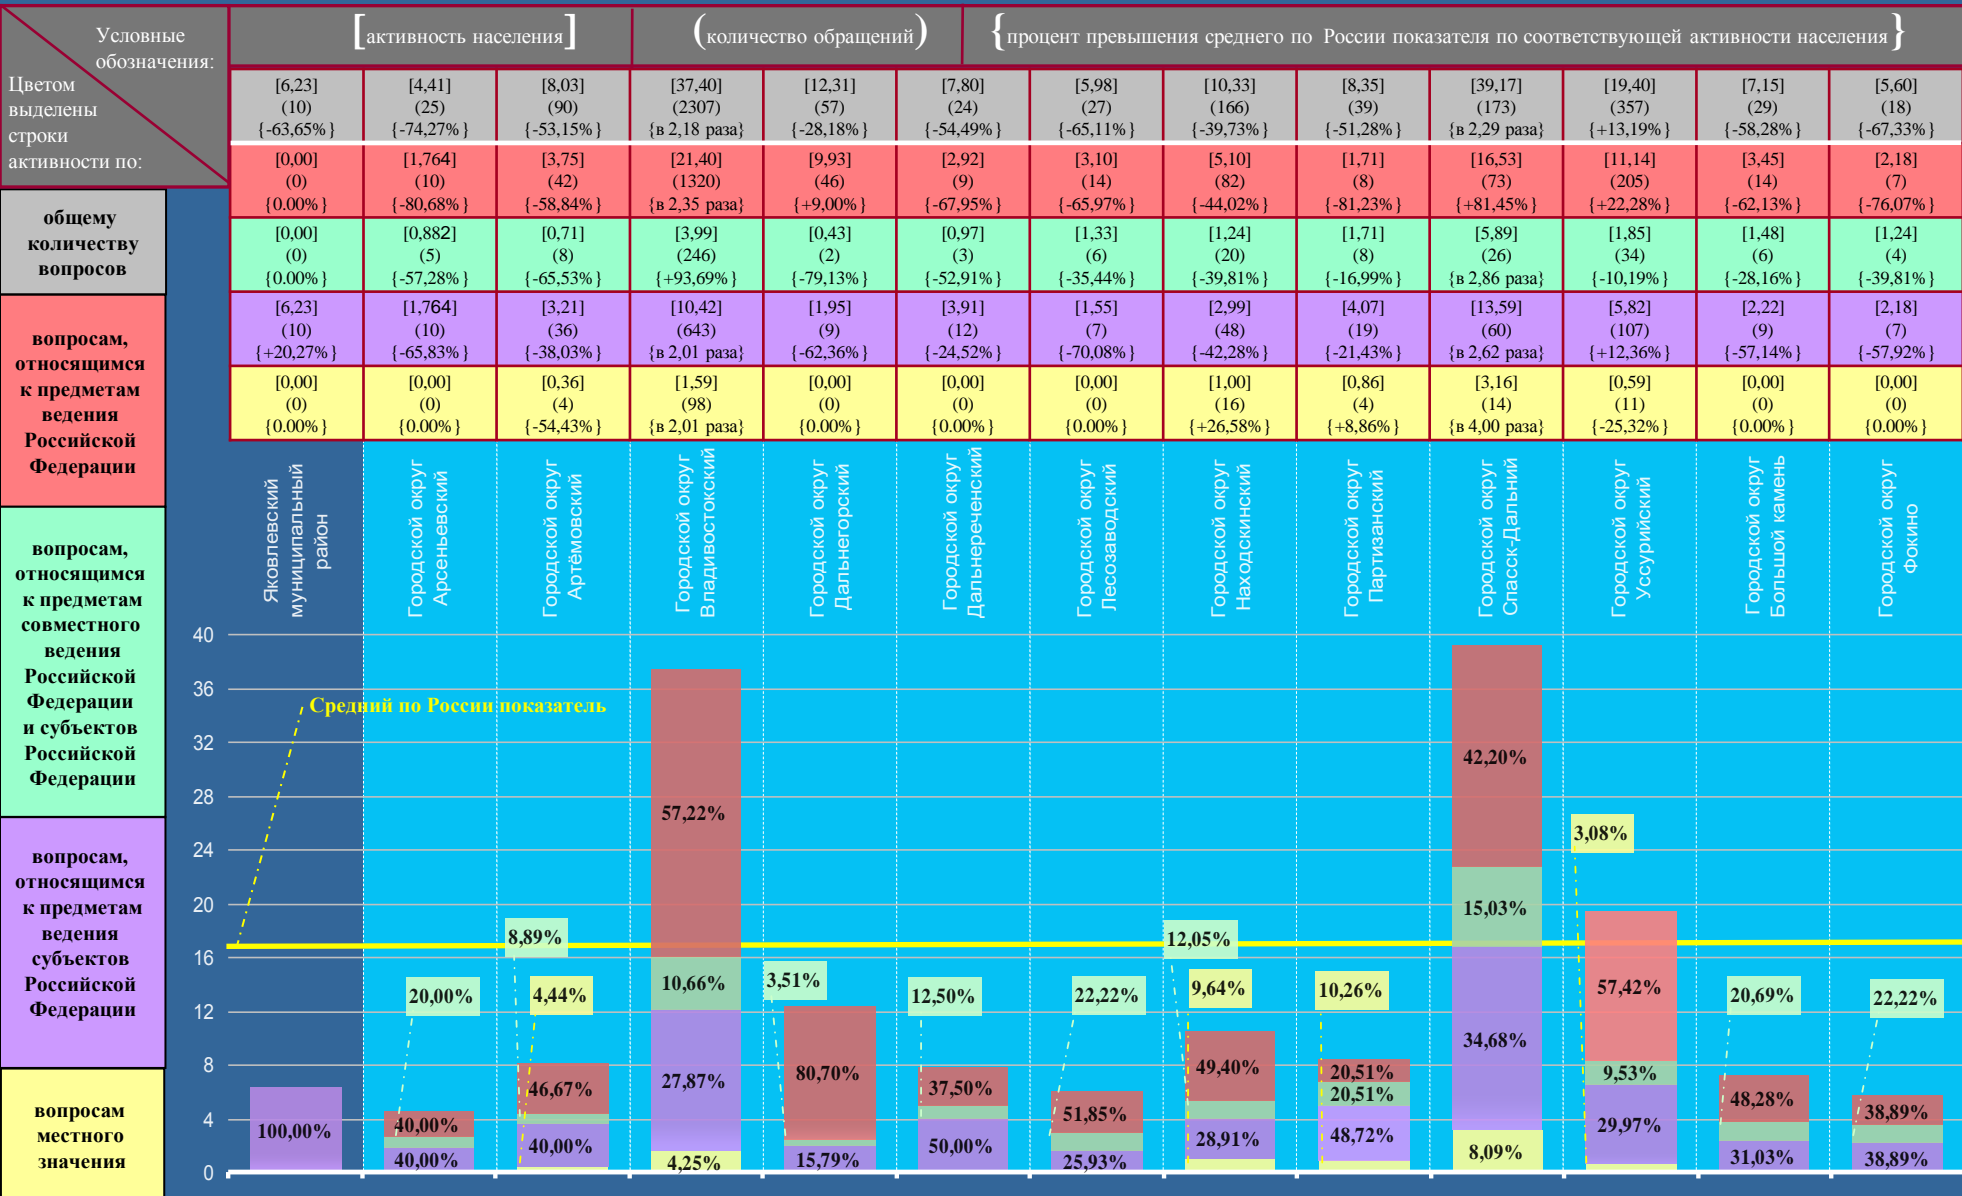 Условные
обозначения:
Цветом
выделены
строки
активности по:
[активность населения]
(количество обращений)
{процент превышения среднего по России показателя по соответствующей активности населения}
[6,23] [4,41] [8,03] [37,40] [12,31] [7,80] [5,98] [10,33] [8,35] [39,17] [19,40] [7,15] [5,60]
(10) (25) (90) (2307) (57) (24) (27) (166) (39) (173) (357) (29) (18)
{-63,65%} {-74,27%} {-53,15%} {в 2,18 раза} {-28,18%} {-54,49%} {-65,11%} {-39,73%} {-51,28%} {в 2,29 раза} {+13,19%} {-58,28%} {-67,33%}
[0,00] [1,764] [3,75] [21,40] [9,93] [2,92] [3,10] [5,10] [1,71] [16,53] [11,14] [3,45] [2,18]
(0) (10) (42) (1320) (46) (9) (14) (82) (8) (73) (205) (14) (7)
{0.00%} {-80,68%} {-58,84%} {в 2,35 раза} {+9,00%} {-67,95%} {-65,97%} {-44,02%} {-81,23%} {+81,45%} {+22,28%} {-62,13%} {-76,07%}
[0,00] [0,882] [0,71] [3,99] [0,43] [0,97] [1,33] [1,24] [1,71] [5,89] [1,85] [1,48] [1,24]
(0) (5) (8) (246) (2) (3) (6) (20) (8) (26) (34) (6) (4)
{0.00%} {-57,28%} {-65,53%} {+93,69%} {-79,13%} {-52,91%} {-35,44%} {-39,81%} {-16,99%} {в 2,86 раза} {-10,19%} {-28,16%} {-39,81%}
[6,23] [1,764] [3,21] [10,42] [1,95] [3,91] [1,55] [2,99] [4,07] [13,59] [5,82] [2,22] [2,18]
(10) (10) (36) (643) (9) (12) (7) (48) (19) (60) (107) (9) (7)
{+20,27%} {-65,83%} {-38,03%} {в 2,01 раза} {-62,36%} {-24,52%} {-70,08%} {-42,28%} {-21,43%} {в 2,62 раза} {+12,36%} {-57,14%} {-57,92%}
[0,00] [0,00] [0,36] [1,59] [0,00] [0,00] [0,00] [1,00] [0,86] [3,16] [0,59] [0,00] [0,00]
(0) (0) (4) (98) (0) (0) (0) (16) (4) (14) (11) (0) (0)
{0.00%} {0.00%} {-54,43%} {в 2,01 раза} {0.00%} {0.00%} {0.00%} {+26,58%} {+8,86%} {в 4,00 раза} {-25,32%} {0.00%} {0.00%}
общему
количеству
вопросов
вопросам,
относящимся
к предметам
ведения
Российской
Федерации
вопросам,
относящимся
к предметам
совместного
ведения
Российской
Федерации
и субъектов
Российской
Федерации
вопросам,
относящимся
к предметам
ведения
субъектов
Российской
Федерации
вопросам
местного
значения
Яковлевский
муниципальный
район
Городской округ
Арсеньевский
Городской округ
Артёмовский
Городской округ
Владивостокский
Городской округ
Дальнегорский
Городской округ
Дальнереченский
Городской округ
Лесозаводский
Городской округ
Находкинский
Городской округ
Партизанский
Городской округ
Спасск-Дальний
Городской округ
Уссурийский
Городской округ
Большой камень
Городской округ
Фокино
40
36
32
28
24
20
16
12
8
4
0
Средний по России показатель
100,00%
20,00%
40,00%
40,00%
8,89%
4,44%
46,67%
40,00%
57,22%
10,66%
27,87%
4,25%
3,51%
80,70%
15,79%
12,50%
37,50%
50,00%
22,22%
51,85%
25,93%
12,05%
9,64%
49,40%
28,91%
10,26%
20,51%
20,51%
48,72%
42,20%
15,03%
34,68%
8,09%
3,08%
57,42%
9,53%
29,97%
20,69%
48,28%
31,03%
22,22%
38,89%
38,89%